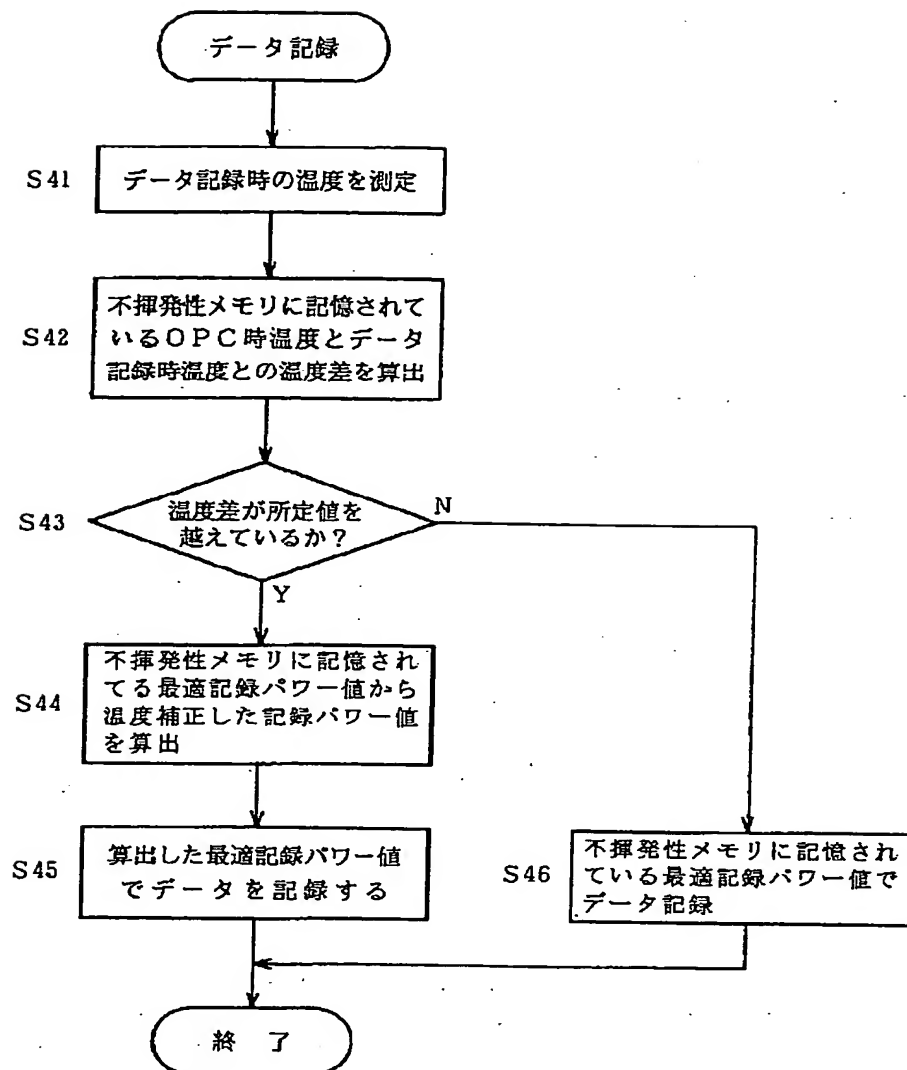 データ記録
S41
データ記録時の温度を測定
S42
不揮発性メモリに記憶されて
いるOPC時温度とデータ
記録時温度との温度差を算出
S43
温度差が所定値を
越えているか?
N
Y
S44
不揮発性メモリに記憶され
てる最適記録パワー値から
温度補正した記録パワー値
を算出
S45
算出した最適記録パワー値
でデータを記録する
S46
不揮発性メモリに記憶され
ている最適記録パワー値で
データ記録
終 了